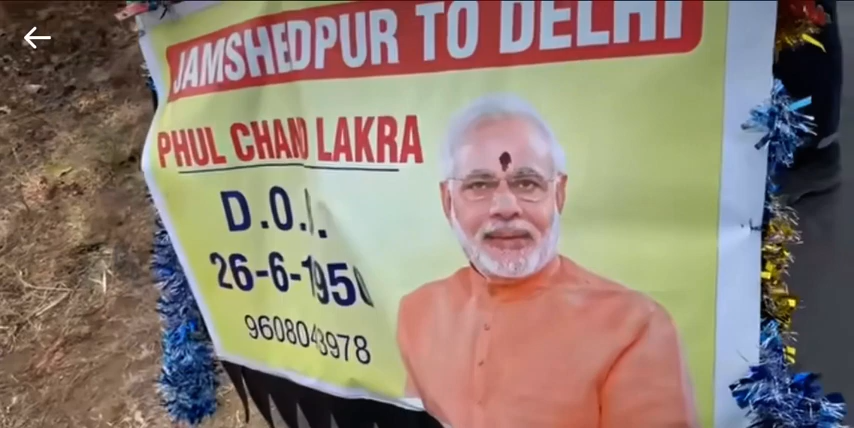 JAMSHEDPUR TO DELHI
PHUL CHAND LAKRA
D.O.B.
26-6-1950
9608043978